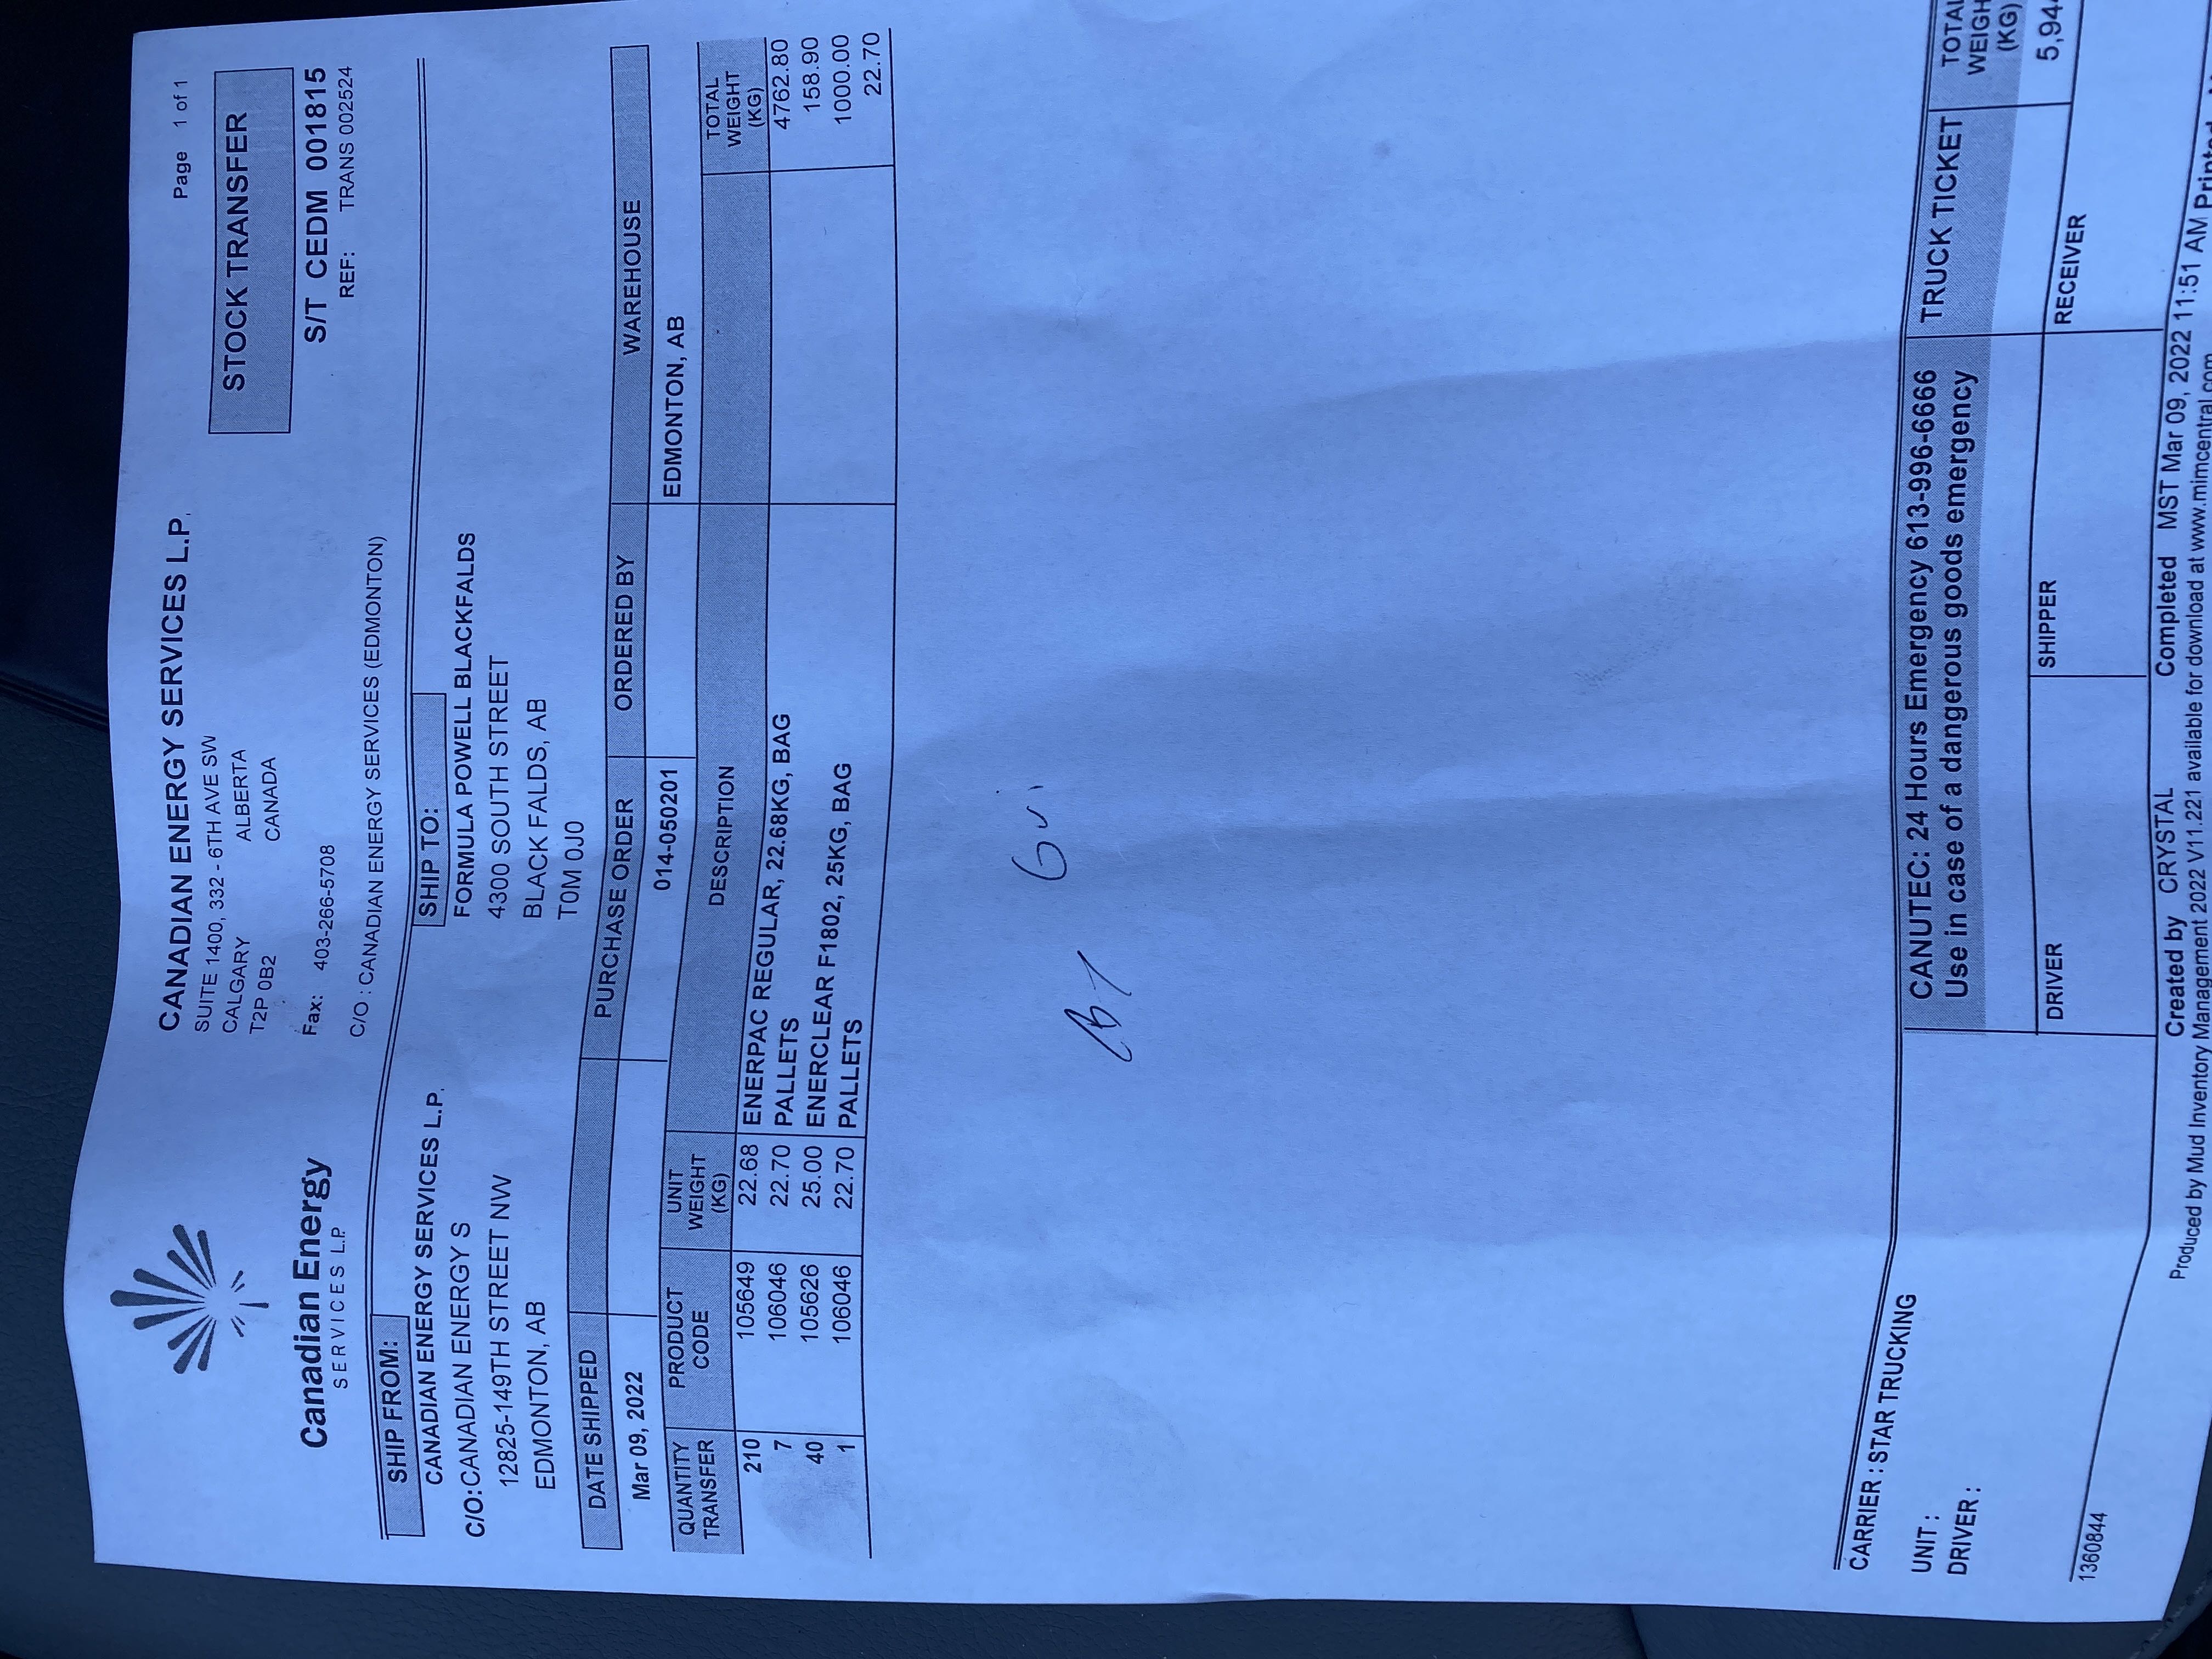 Canadian Energy
SERVICES L.P.
CANADIAN ENERGY SERVICES L.P.
SUITE 1400, 332 - 6TH AVE SW
CALGARY ALBERTA
T2P 0B2 CANADA
Fax: 403-266-5708
C/O : CANADIAN ENERGY SERVICES (EDMONTON)
Page 1 of 1
STOCK TRANSFER
S/T CEDM 001815
REF: TRANS 002524
SHIP FROM:
CANADIAN ENERGY SERVICES L.P.
C/O: CANADIAN ENERGY S
12825-149TH STREET NW
EDMONTON, AB
SHIP TO:
FORMULA POWELL BLACKFALDS
4300 SOUTH STREET
BLACK FALDS, AB
T0M 0J0
DATE SHIPPED PURCHASE ORDER ORDERED BY WAREHOUSE
Mar 09, 2022 014-050201 EDMONTON, AB
QUANTITY TRANSFER PRODUCT CODE UNIT WEIGHT (KG) DESCRIPTION TOTAL WEIGHT (KG)
210 105649 22.68 ENERPAC REGULAR, 22.68KG, BAG 4762.80
7 106046 22.70 PALLETS 158.90
40 105626 25.00 ENERCLEAR F1802, 25KG, BAG 1000.00
1 106046 22.70 PALLETS 22.70
CARRIER : STAR TRUCKING
UNIT :
DRIVER :
1360844
CANUTEC: 24 Hours Emergency 613-996-6666
Use in case of a dangerous goods emergency
TRUCK TICKET
TOTAL
WEIGH
(KG)
5,94
DRIVER SHIPPER RECEIVER
Created by CRYSTAL Completed MST Mar 09, 2022 11:51 AM Printed
Produced by Mud Inventory Management 2022 V11.221 available for download at www.mimcentral.com